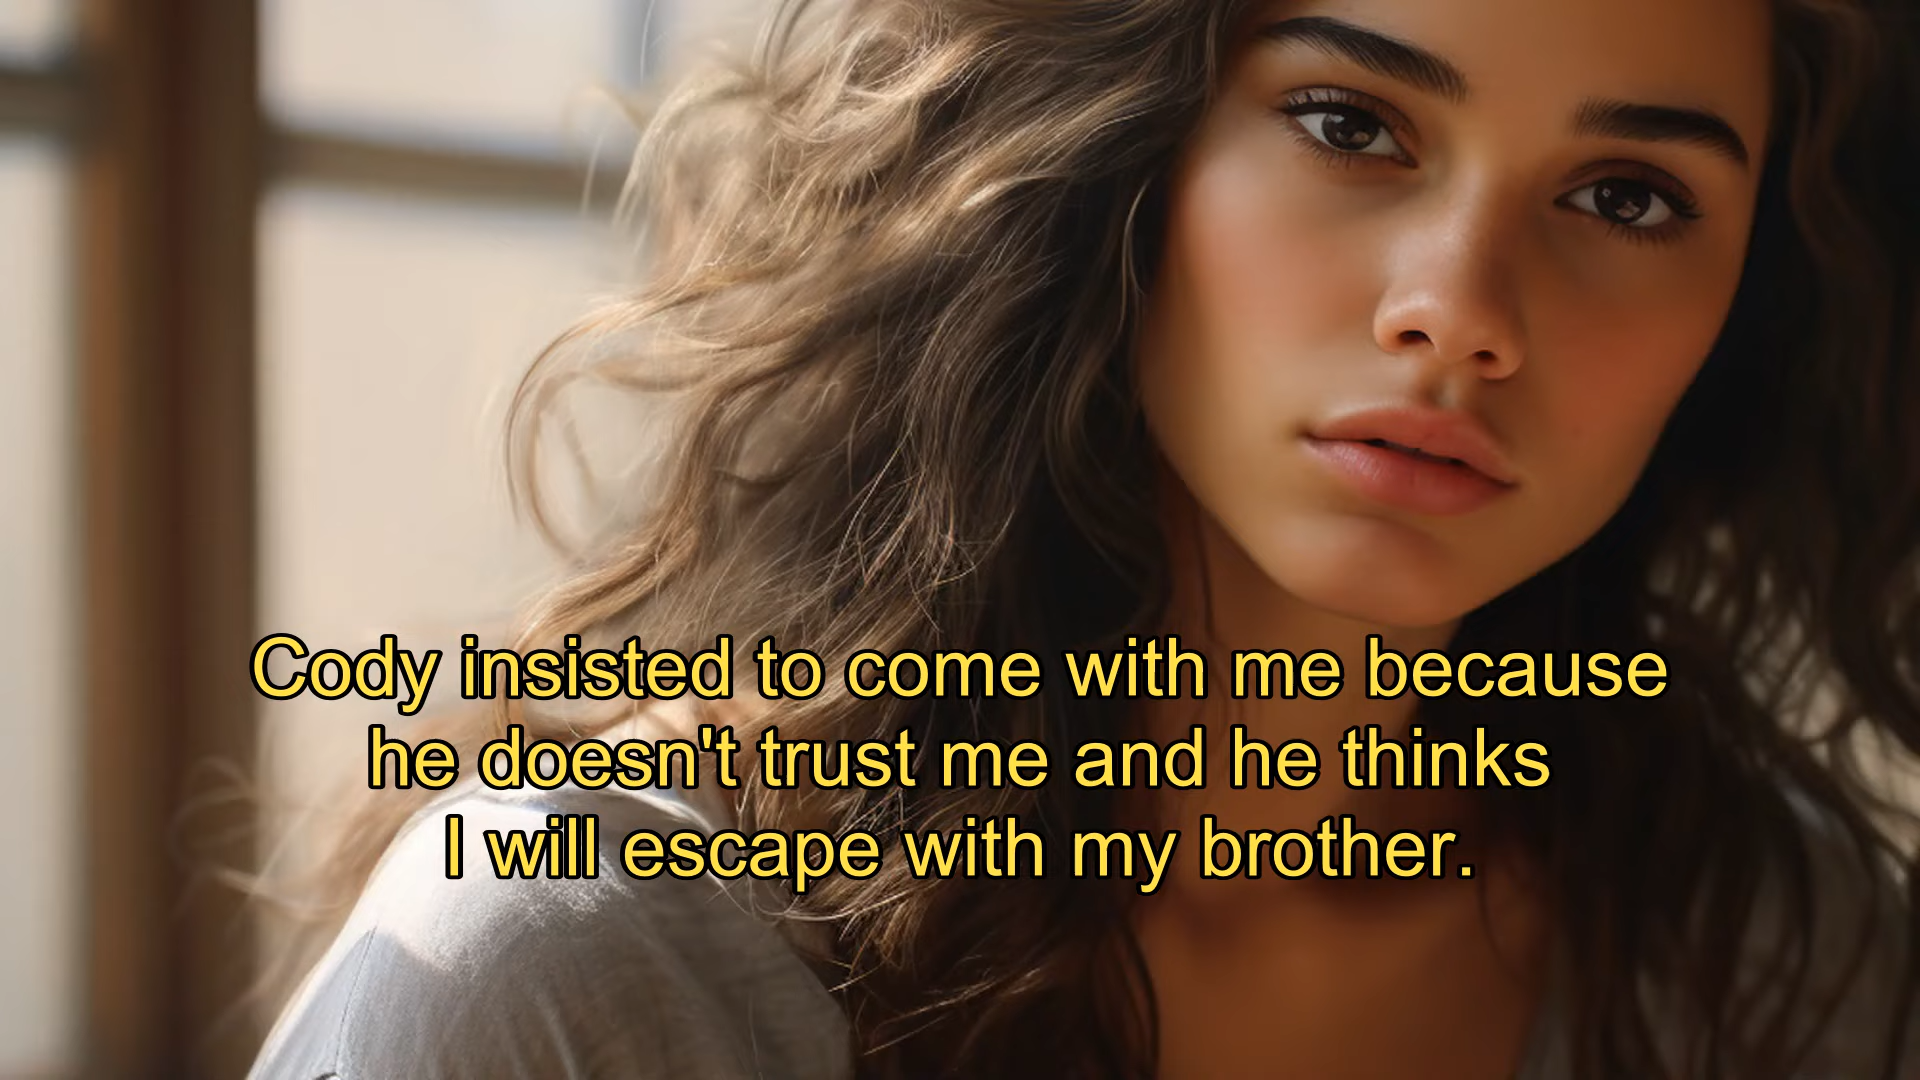 Cody insisted to come with me because
he doesn't trust me and he thinks
I will escape with my brother.